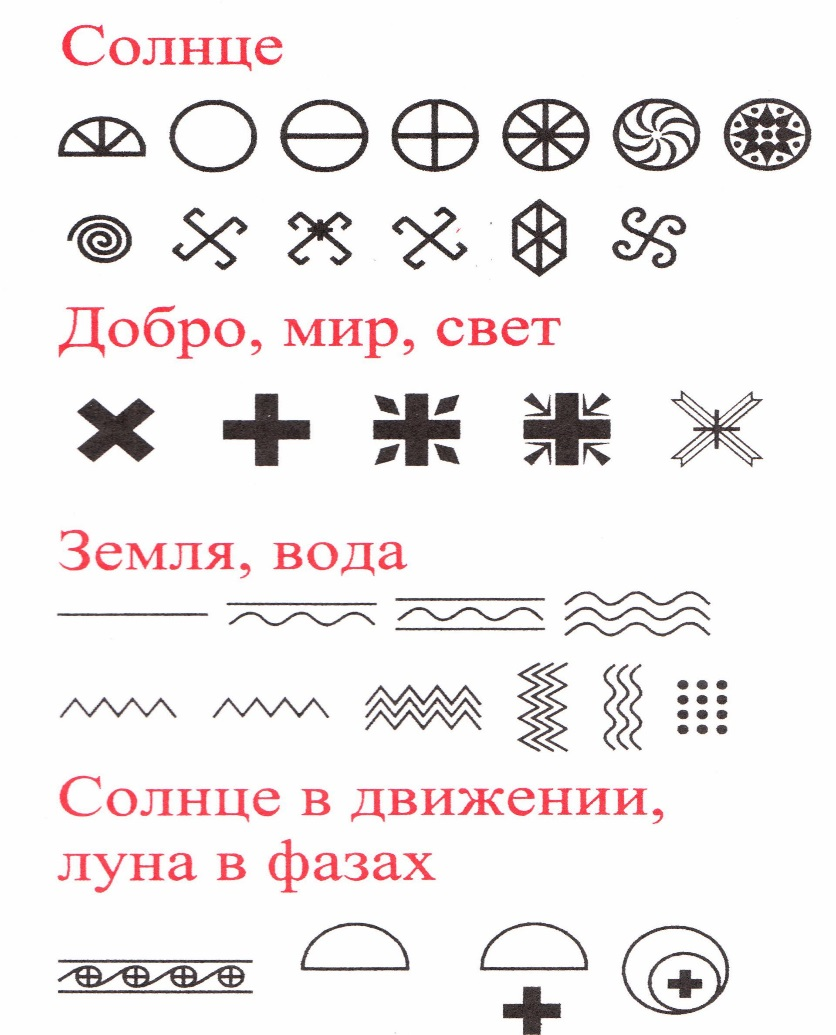 Солнце
Добро, мир, свет
Земля, вода
Солнце в движении,
луна в фазах